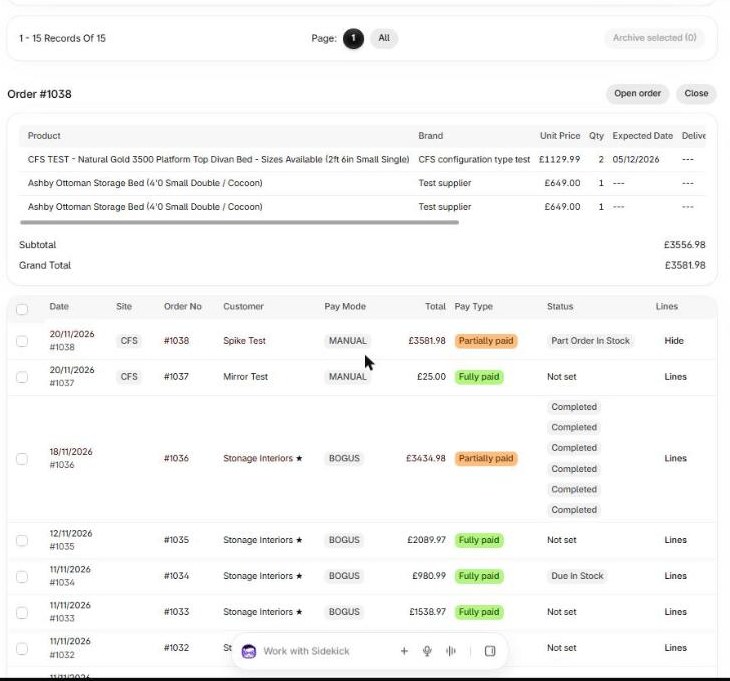 1 - 15 Records Of 15 Page: 1 All Archive selected (0)
Order #1038 Open order Close
Product Brand Unit Price Qty Expected Date Delive
CFS TEST - Natural Gold 3500 Platform Top Divan Bed - Sizes Available (2ft 6in Small Single) CFS configuration type test £1129.99 2 05/12/2026 ---
Ashby Ottoman Storage Bed (4'0 Small Double / Cocoon) Test supplier £649.00 1 --- ---
Ashby Ottoman Storage Bed (4'0 Small Double / Cocoon) Test supplier £649.00 1 --- ---
Subtotal £3556.98
Grand Total £3581.98
Date Site Order No Customer Pay Mode Total Pay Type Status Lines
20/11/2026 #1038 CFS #1038 Spike Test MANUAL £3581.98 Partially paid Part Order In Stock Hide
20/11/2026 #1037 CFS #1037 Mirror Test MANUAL £25.00 Fully paid Not set Lines
18/11/2026 #1036 #1036 Stonage Interiors ★ BOGUS £3434.98 Partially paid Completed Completed Completed Completed Completed Completed Lines
12/11/2026 #1035 #1035 Stonage Interiors ★ BOGUS £2089.97 Fully paid Not set Lines
11/11/2026 #1034 #1034 Stonage Interiors ★ BOGUS £980.99 Fully paid Due In Stock Lines
11/11/2026 #1033 #1033 Stonage Interiors ★ BOGUS £1538.97 Fully paid Not set Lines
11/11/2026 #1032 #1032 St Not set Lines
Work with Sidekick